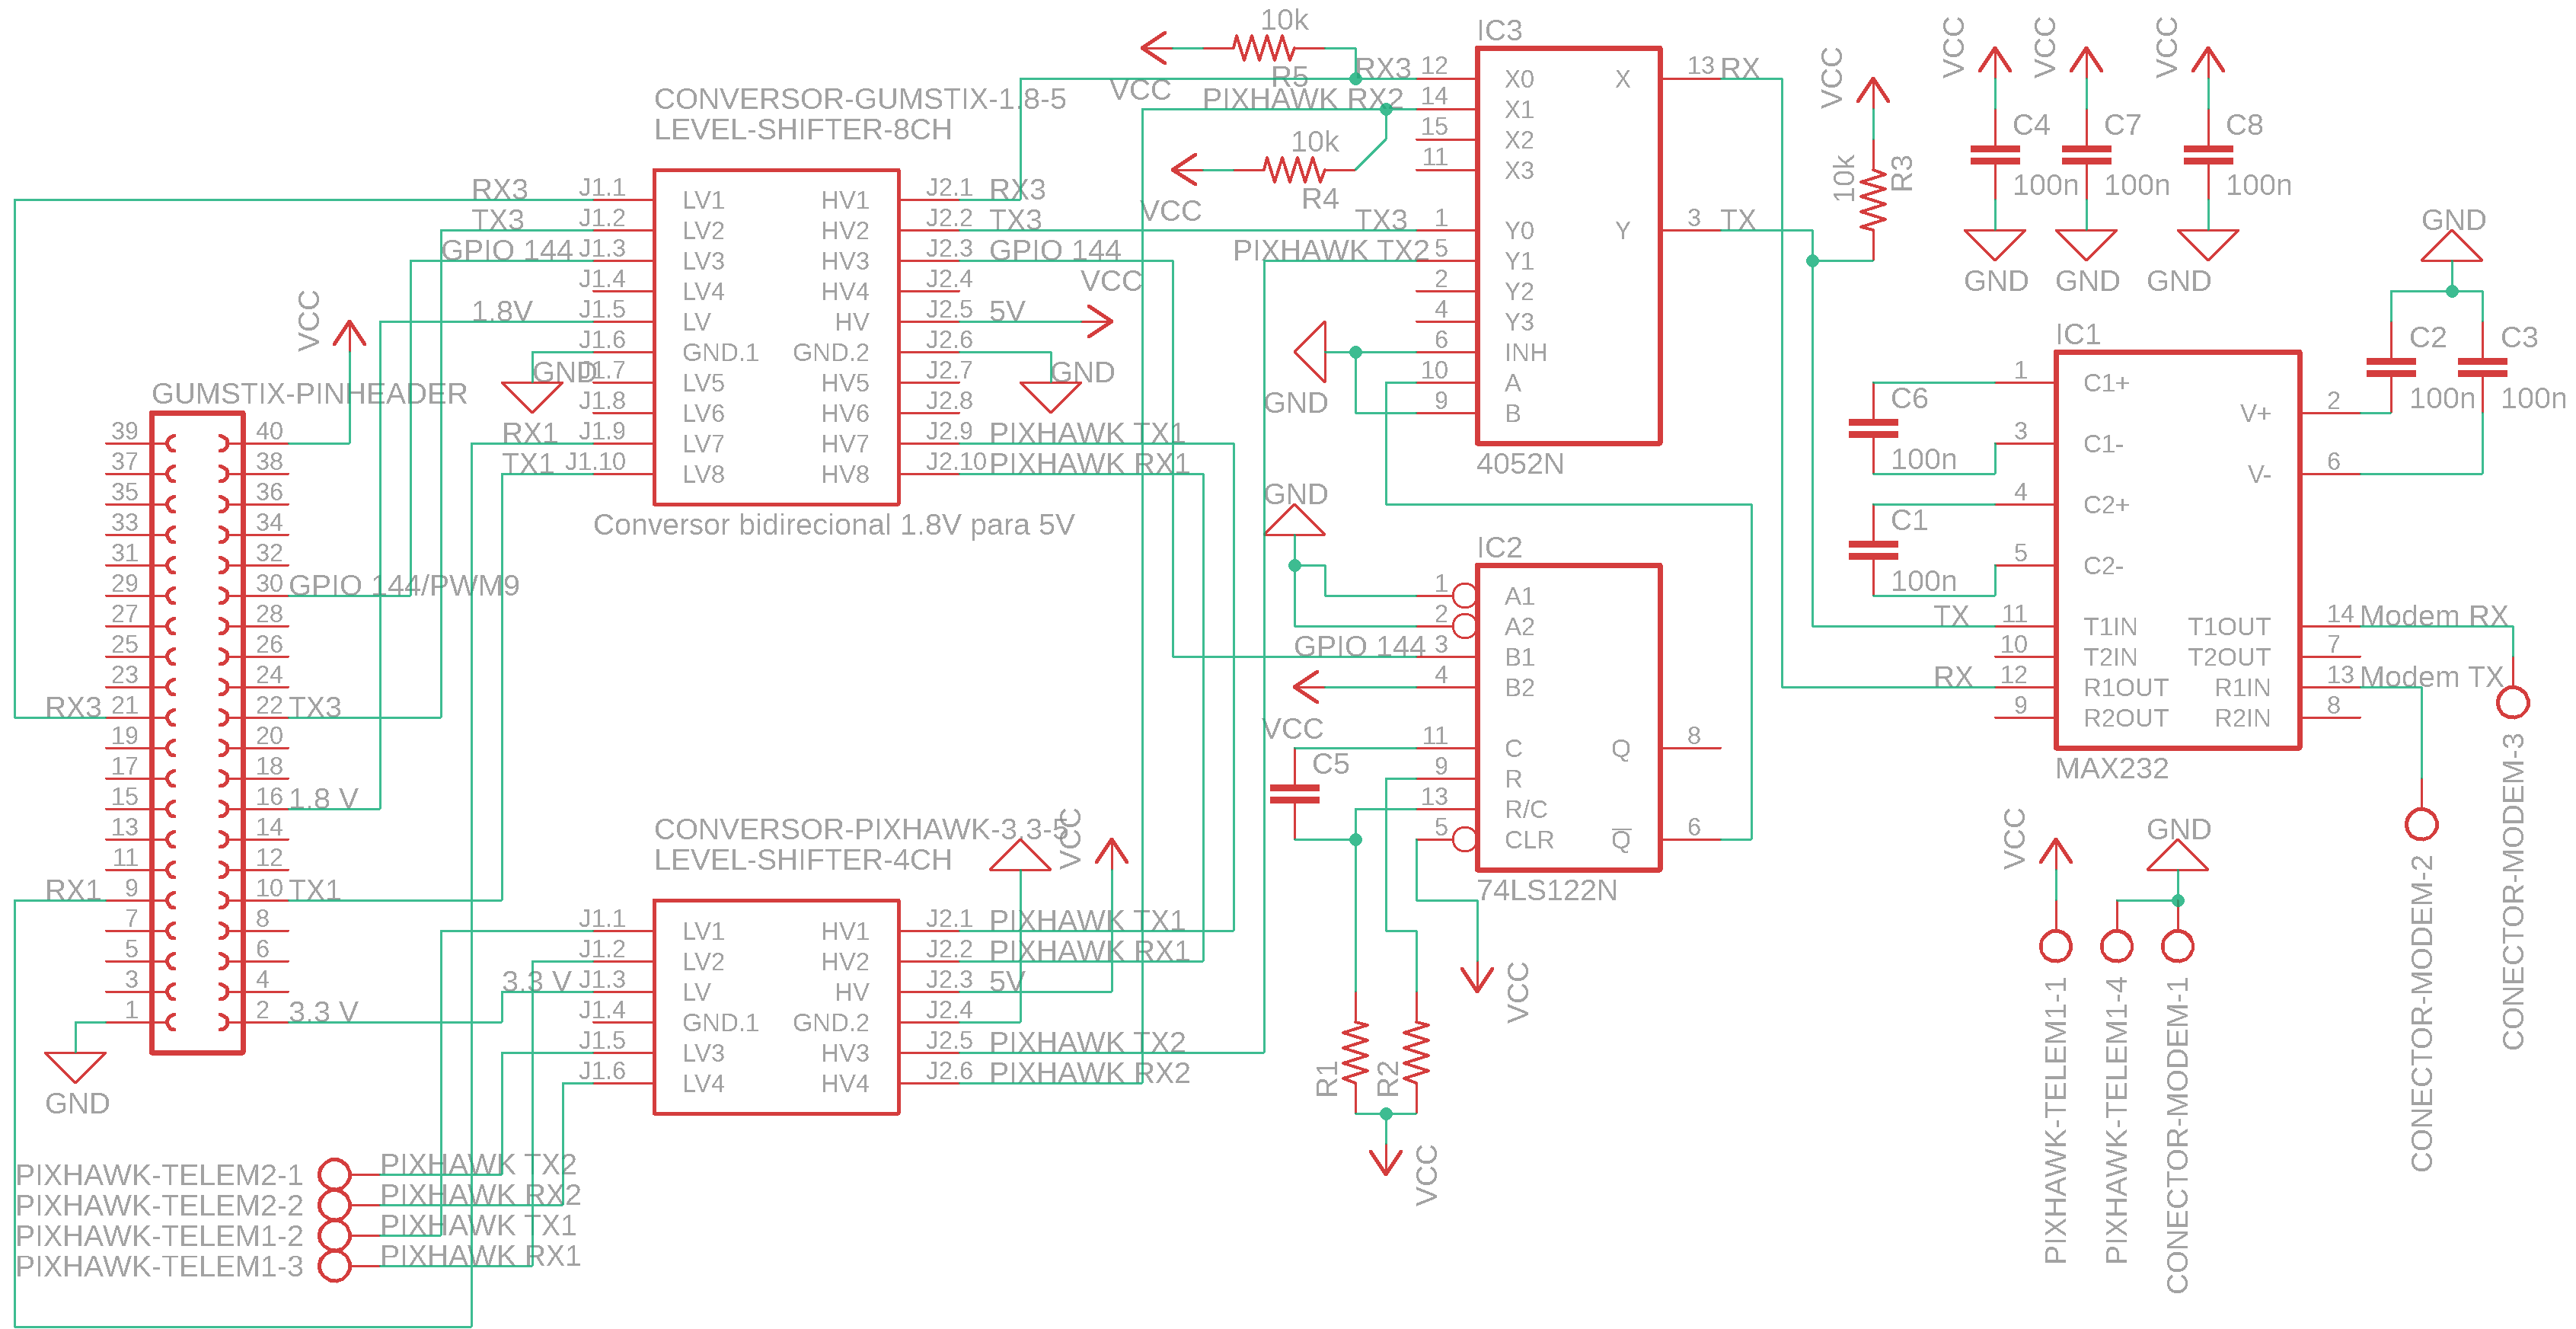 CONVERSOR-GUMSTIX-1.8-5
LEVEL-SHIFTER-8CH
RX3 J1.1 LV1 HV1 J2.1 RX3
TX3 J1.2 LV2 HV2 J2.2 TX3
GPIO 144 J1.3 LV3 HV3 J2.3 GPIO 144
J1.4 LV4 HV4 J2.4
1.8V J1.5 LV HV J2.5 5V VCC
J1.6 GND.1 GND.2 J2.6
GND J1.7 LV5 HV5 J2.7 GND
J1.8 LV6 HV6 J2.8
RX1 J1.9 LV7 HV7 J2.9 PIXHAWK TX1
TX1 J1.10 LV8 HV8 J2.10 PIXHAWK RX1
Conversor bidirecional 1.8V para 5V
VCC
GUMSTIX-PINHEADER
39 40
37 38
35 36
33 34
31 32
29 30 GPIO 144/PWM9
27 28
25 26
23 24
RX3 21 22 TX3
19 20
17 18
15 16 1.8 V
13 14
11 12
RX1 9 10 TX1
7 8
5 6
3 4
1 2 3.3 V
GND
CONVERSOR-PIXHAWK-3.3-5
LEVEL-SHIFTER-4CH
VCC
J1.1 LV1 HV1 J2.1 PIXHAWK TX1
J1.2 LV2 HV2 J2.2 PIXHAWK RX1
3.3 V J1.3 LV HV J2.3 5V
J1.4 GND.1 GND.2 J2.4
J1.5 LV3 HV3 J2.5 PIXHAWK TX2
J1.6 LV4 HV4 J2.6 PIXHAWK RX2
PIXHAWK-TELEM2-1 PIXHAWK TX2
PIXHAWK-TELEM2-2 PIXHAWK RX2
PIXHAWK-TELEM1-2 PIXHAWK TX1
PIXHAWK-TELEM1-3 PIXHAWK RX1
10k
R5
VCC
10k
R4
VCC
IC3
RX3 12 X0 X 13 RX
PIXHAWK RX2 14 X1
15 X2
11 X3
TX3 1 Y0 Y 3 TX
PIXHAWK TX2 5 Y1
2 Y2
4 Y3
6 INH
10 A
GND 9 B
4052N
GND
IC2
1 A1
2 A2
GPIO 144 3 B1
4 B2
VCC
11 C Q 8
C5
9 R
13 R/C
5 CLR Q 6
74LS122N
VCC
R1
R2
VCC
VCC
10k
R3
VCC
C4
100n
GND
VCC
C7
100n
GND
VCC
C8
100n
GND
GND
C2
100n
C3
100n
IC1
1 C1+
C6
100n
V+ 2
3 C1-
V- 6
4 C2+
C1
100n
5 C2-
TX 11 T1IN T1OUT 14 Modem RX
10 T2IN T2OUT 7
RX 12 R1OUT R1IN 13 Modem TX
9 R2OUT R2IN 8
MAX232
VCC
GND
PIXHAWK-TELEM1-1
PIXHAWK-TELEM1-4
CONECTOR-MODEM-1
CONECTOR-MODEM-2
CONECTOR-MODEM-3